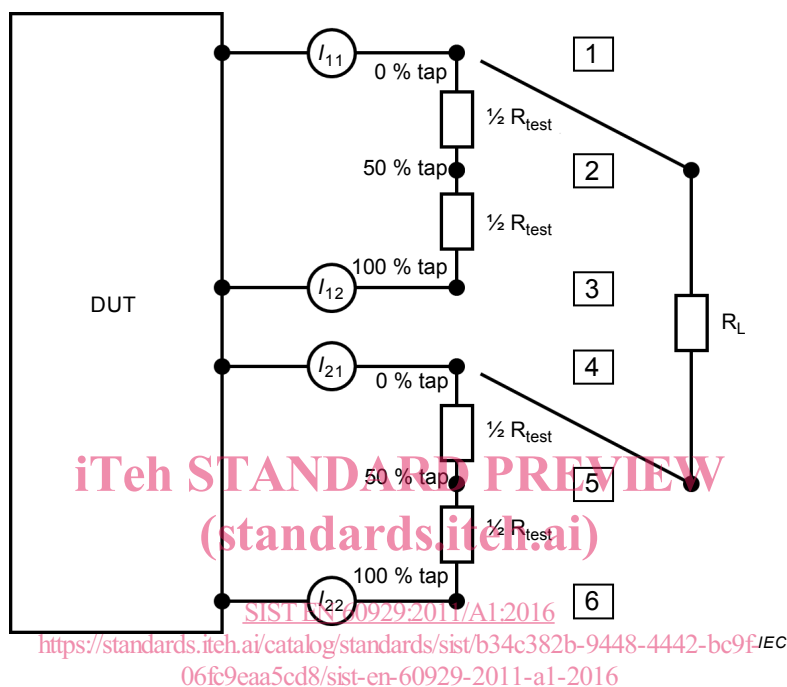 I11
1
0 % tap
½ Rtest
50 % tap
2
½ Rtest
100 % tap
I12
3
DUT
RL
I21
4
0 % tap
½ Rtest
iTeh STANDARD PREVIEW
50 % tap
5
(standards.iteh.ai)
½ Rtest
100 % tap
I22
6
SIST EN 60929:2011/A1:2016
https://standards.iteh.ai/catalog/standards/sist/b34c382b-9448-4442-bc9f-
IEC
06fc9eaa5cd8/sist-en-60929-2011-a1-2016